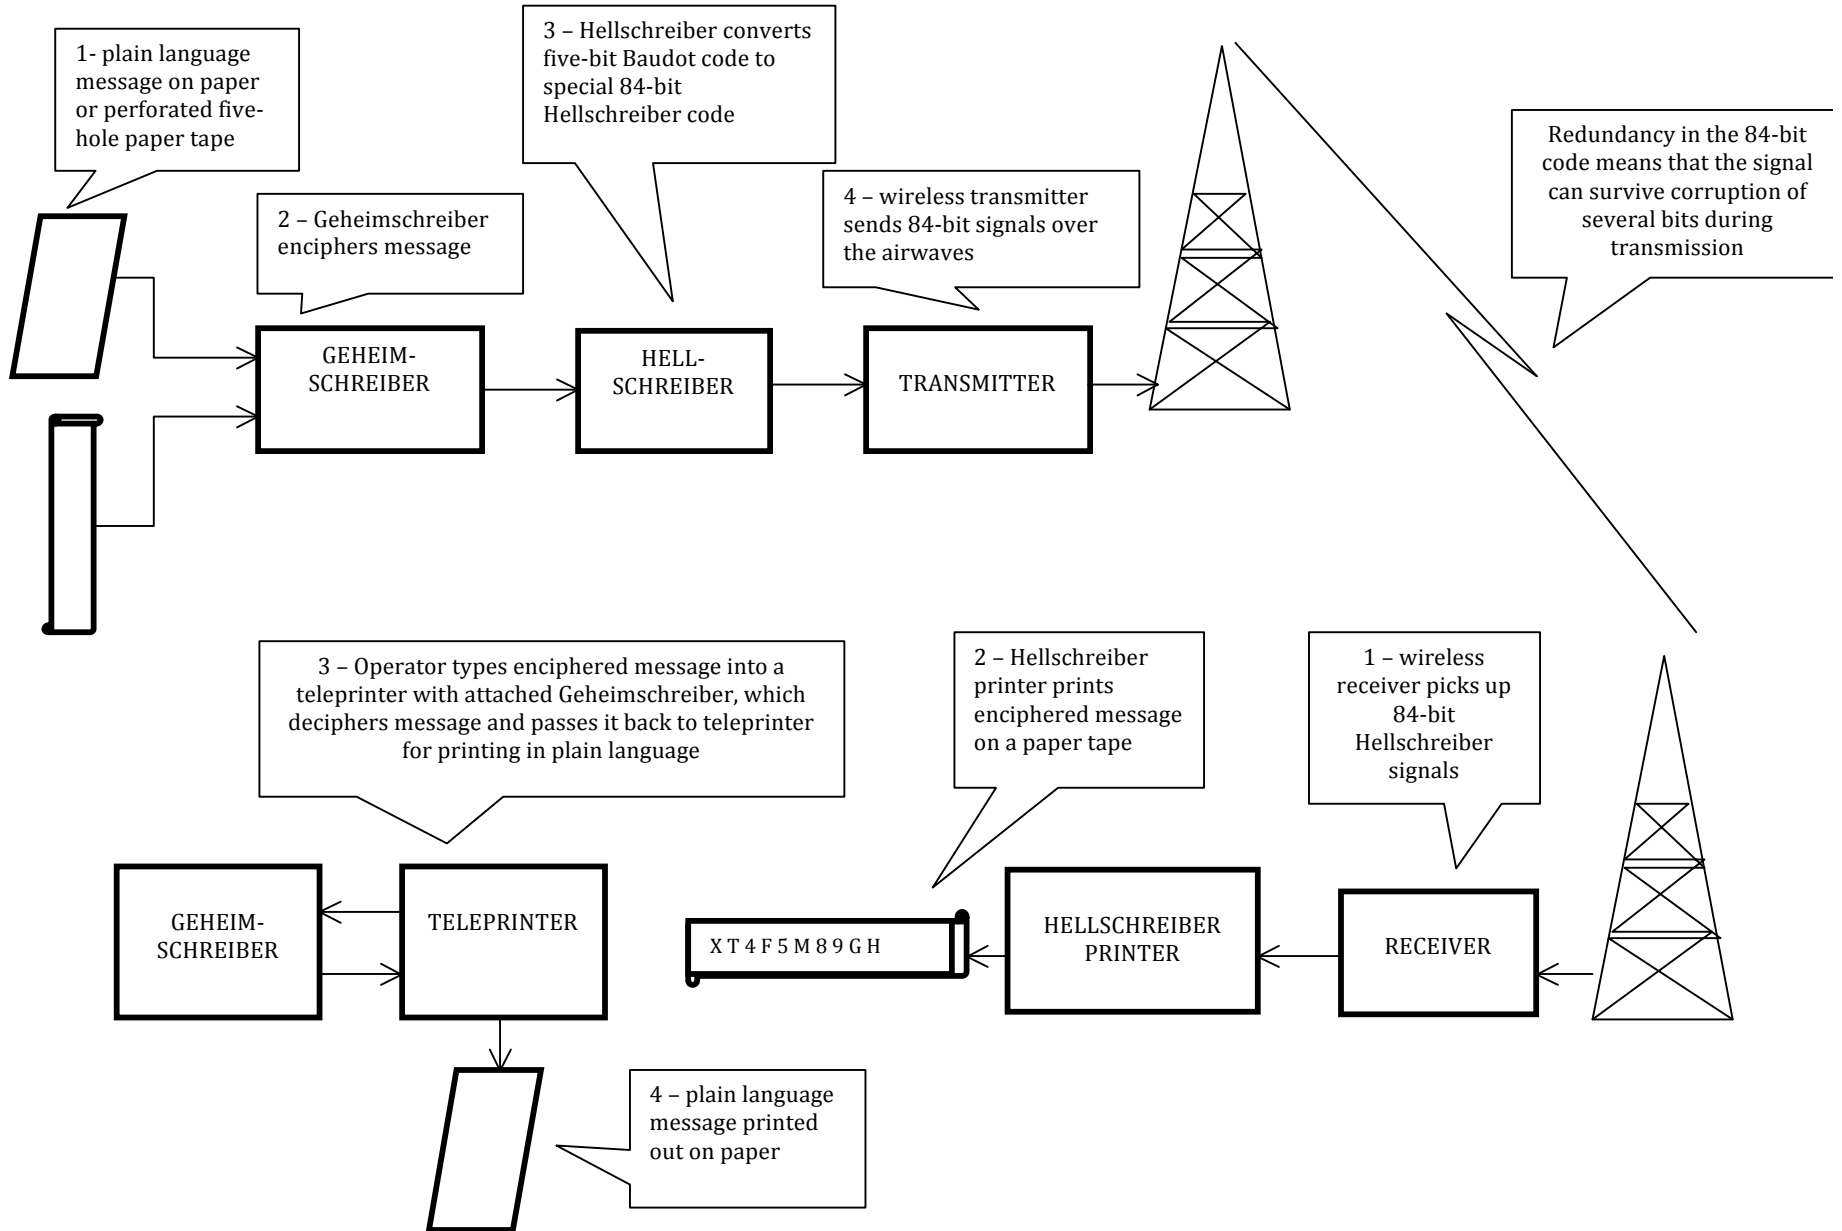 1- plain language
message on paper
or perforated five-
hole paper tape
2 – Geheimschreiber
enciphers message
3 – Hellschreiber converts
five-bit Baudot code to
special 84-bit
Hellschreiber code
4 – wireless transmitter
sends 84-bit signals over
the airwaves
Redundancy in the 84-bit
code means that the signal
can survive corruption of
several bits during
transmission
GEHEIM-
SCHREIBER
HELL-
SCHREIBER
TRANSMITTER
3 – Operator types enciphered message into a
teleprinter with attached Geheimschreiber, which
deciphers message and passes it back to teleprinter
for printing in plain language
2 – Hellschreiber
printer prints
enciphered message
on a paper tape
1 – wireless
receiver picks up
84-bit
Hellschreiber
signals
GEHEIM-
SCHREIBER
TELEPRINTER
X T 4 F 5 M 8 9 G H
HELLSCHREIBER
PRINTER
RECEIVER
4 – plain language
message printed
out on paper